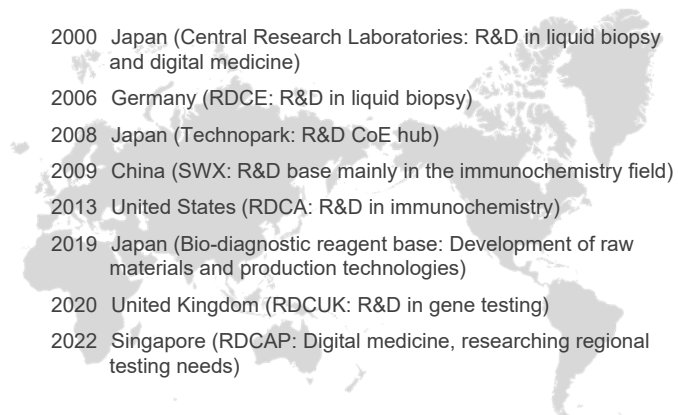 2000 Japan (Central Research Laboratories: R&D in liquid biopsy
and digital medicine)
2006 Germany (RDCE: R&D in liquid biopsy)
2008 Japan (Technopark: R&D CoE hub)
2009 China (SWX: R&D base mainly in the immunochemistry field)
2013 United States (RDCA: R&D in immunochemistry)
2019 Japan (Bio-diagnostic reagent base: Development of raw
materials and production technologies)
2020 United Kingdom (RDCUK: R&D in gene testing)
2022 Singapore (RDCAP: Digital medicine, researching regional
testing needs)